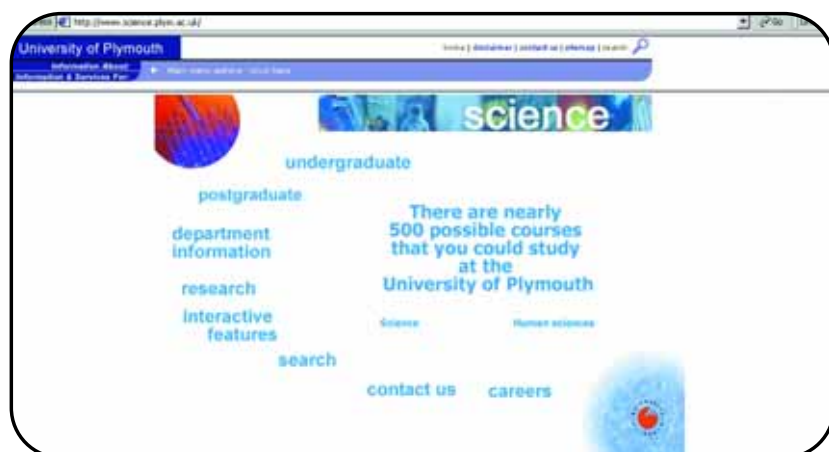 http://www.science.plym.ac.uk/
Go
University of Plymouth
home | disclaimer | contact us | sitemap | search
Information About:
Information & Services For:
science
undergraduate
postgraduate
There are nearly
500 possible courses
that you could study
at the
University of Plymouth
department
information
research
interactive
features
Science
Human sciences
search
contact us
careers